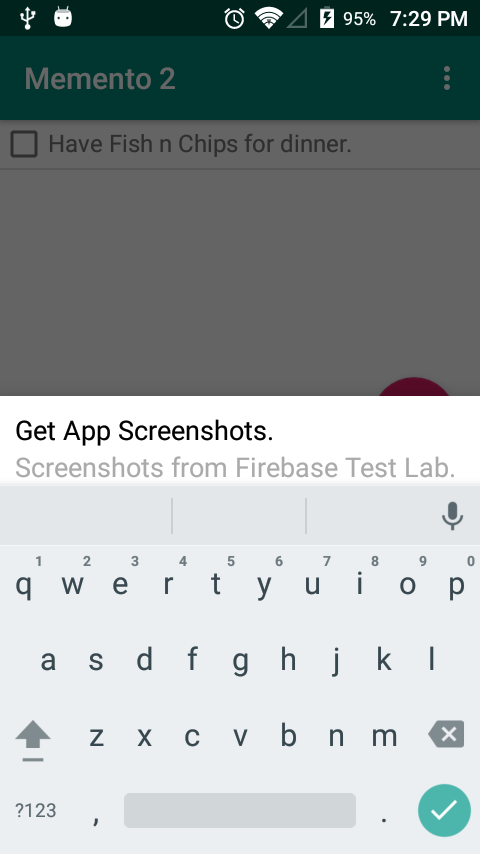 95% 7:29 PM
Memento 2
Have Fish n Chips for dinner.
Get App Screenshots.
Screenshots from Firebase Test Lab.
1 2 3 4 5 6 7 8 9 0
q w e r t y u i o p
a s d f g h j k l
z x c v b n m
?123 , .